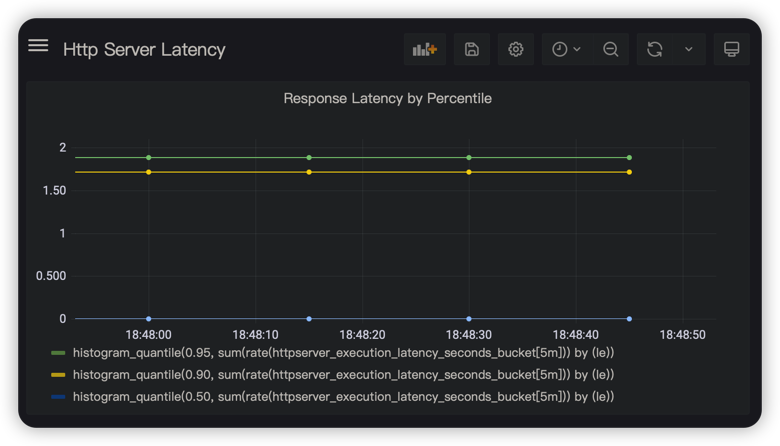 Http Server Latency
Response Latency by Percentile
2
1.50
1
0.500
0
18:48:00 18:48:10 18:48:20 18:48:30 18:48:40 18:48:50
histogram_quantile(0.95, sum(rate(httpserver_execution_latency_seconds_bucket[5m])) by (le))
histogram_quantile(0.90, sum(rate(httpserver_execution_latency_seconds_bucket[5m])) by (le))
histogram_quantile(0.50, sum(rate(httpserver_execution_latency_seconds_bucket[5m])) by (le))